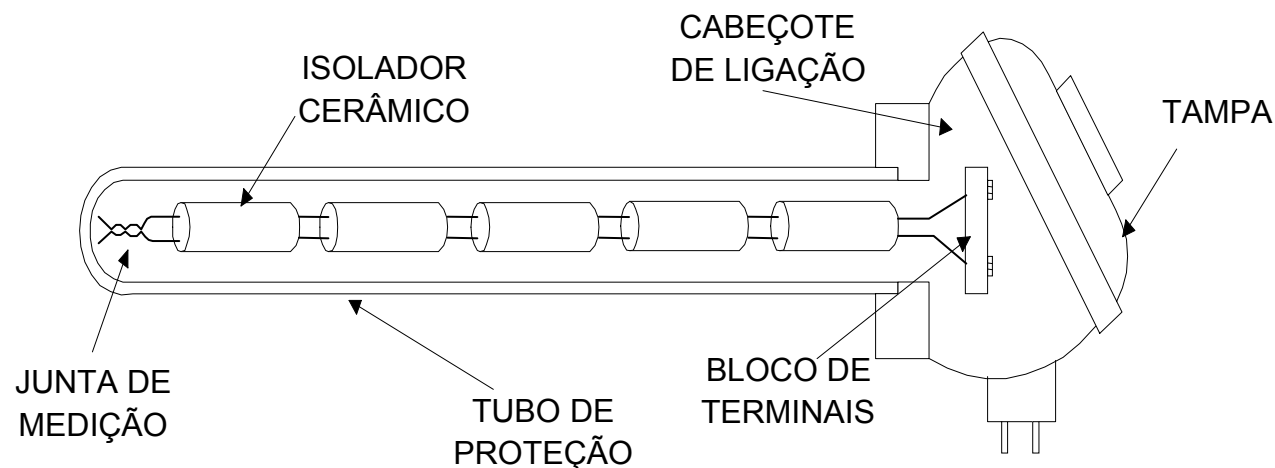 CABEÇOTE
DE LIGAÇÃO
ISOLADOR
CERÂMICO
TAMPA
JUNTA DE
MEDIÇÃO
TUBO DE
PROTEÇÃO
BLOCO DE
TERMINAIS